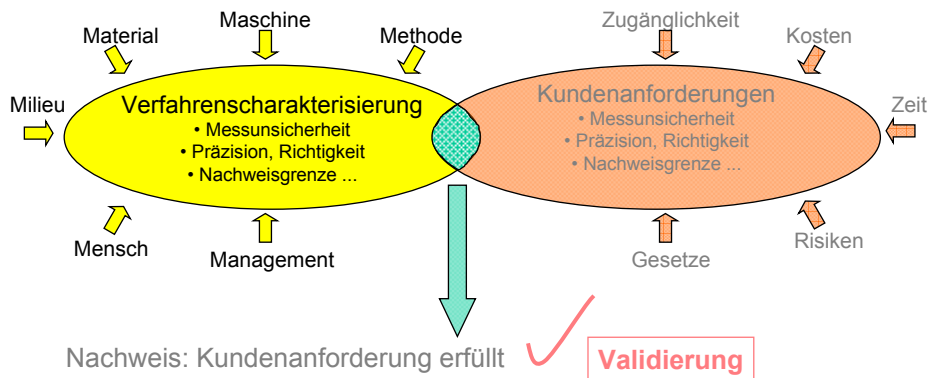 Maschine
Zugänglichkeit
Material
Methode
Kosten
Milieu
Verfahrenscharakterisierung
• Messunsicherheit
• Präzision, Richtigkeit
• Nachweisgrenze ...
Kundenanforderungen
• Messunsicherheit
• Präzision, Richtigkeit
• Nachweisgrenze ...
Zeit
Mensch
Management
Gesetze
Risiken
Nachweis: Kundenanforderung erfüllt
Validierung